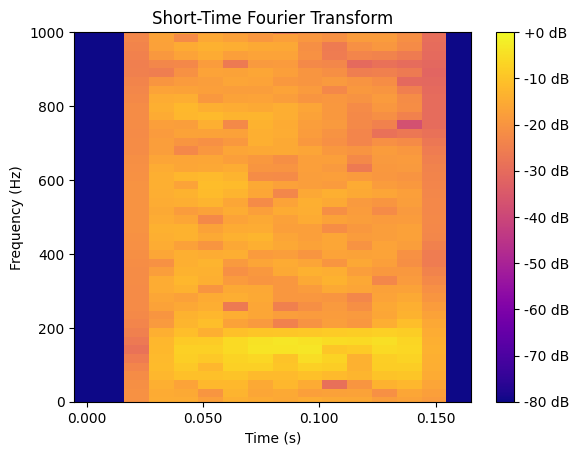 Short-Time Fourier Transform
1000
800
600
400
200
0
Frequency (Hz)
0.000
0.050
0.100
0.150
Time (s)
+0 dB
-10 dB
-20 dB
-30 dB
-40 dB
-50 dB
-60 dB
-70 dB
-80 dB